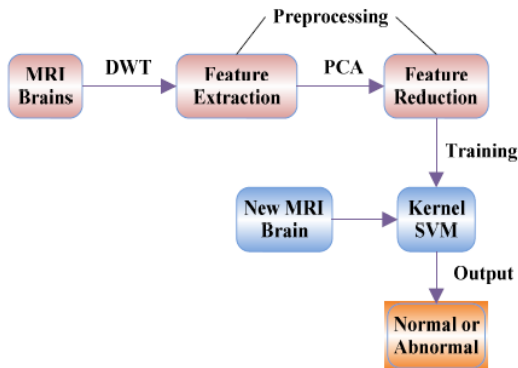 Preprocessing
MRI
Brains
DWT
Feature
Extraction
PCA
Feature
Reduction
Training
New MRI
Brain
Kernel
SVM
Output
Normal or
Abnormal